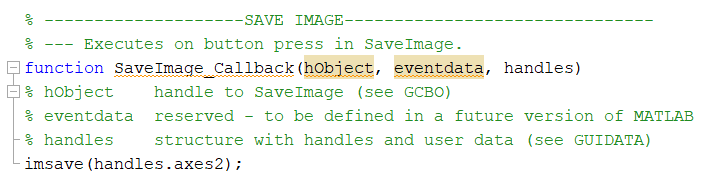 % -------------------SAVE IMAGE-------------------------------
% --- Executes on button press in SaveImage.
function SaveImage_Callback(hObject, eventdata, handles)
% hObject    handle to SaveImage (see GCBO)
% eventdata  reserved - to be defined in a future version of MATLAB
% handles    structure with handles and user data (see GUIDATA)
imsave(handles.axes2);